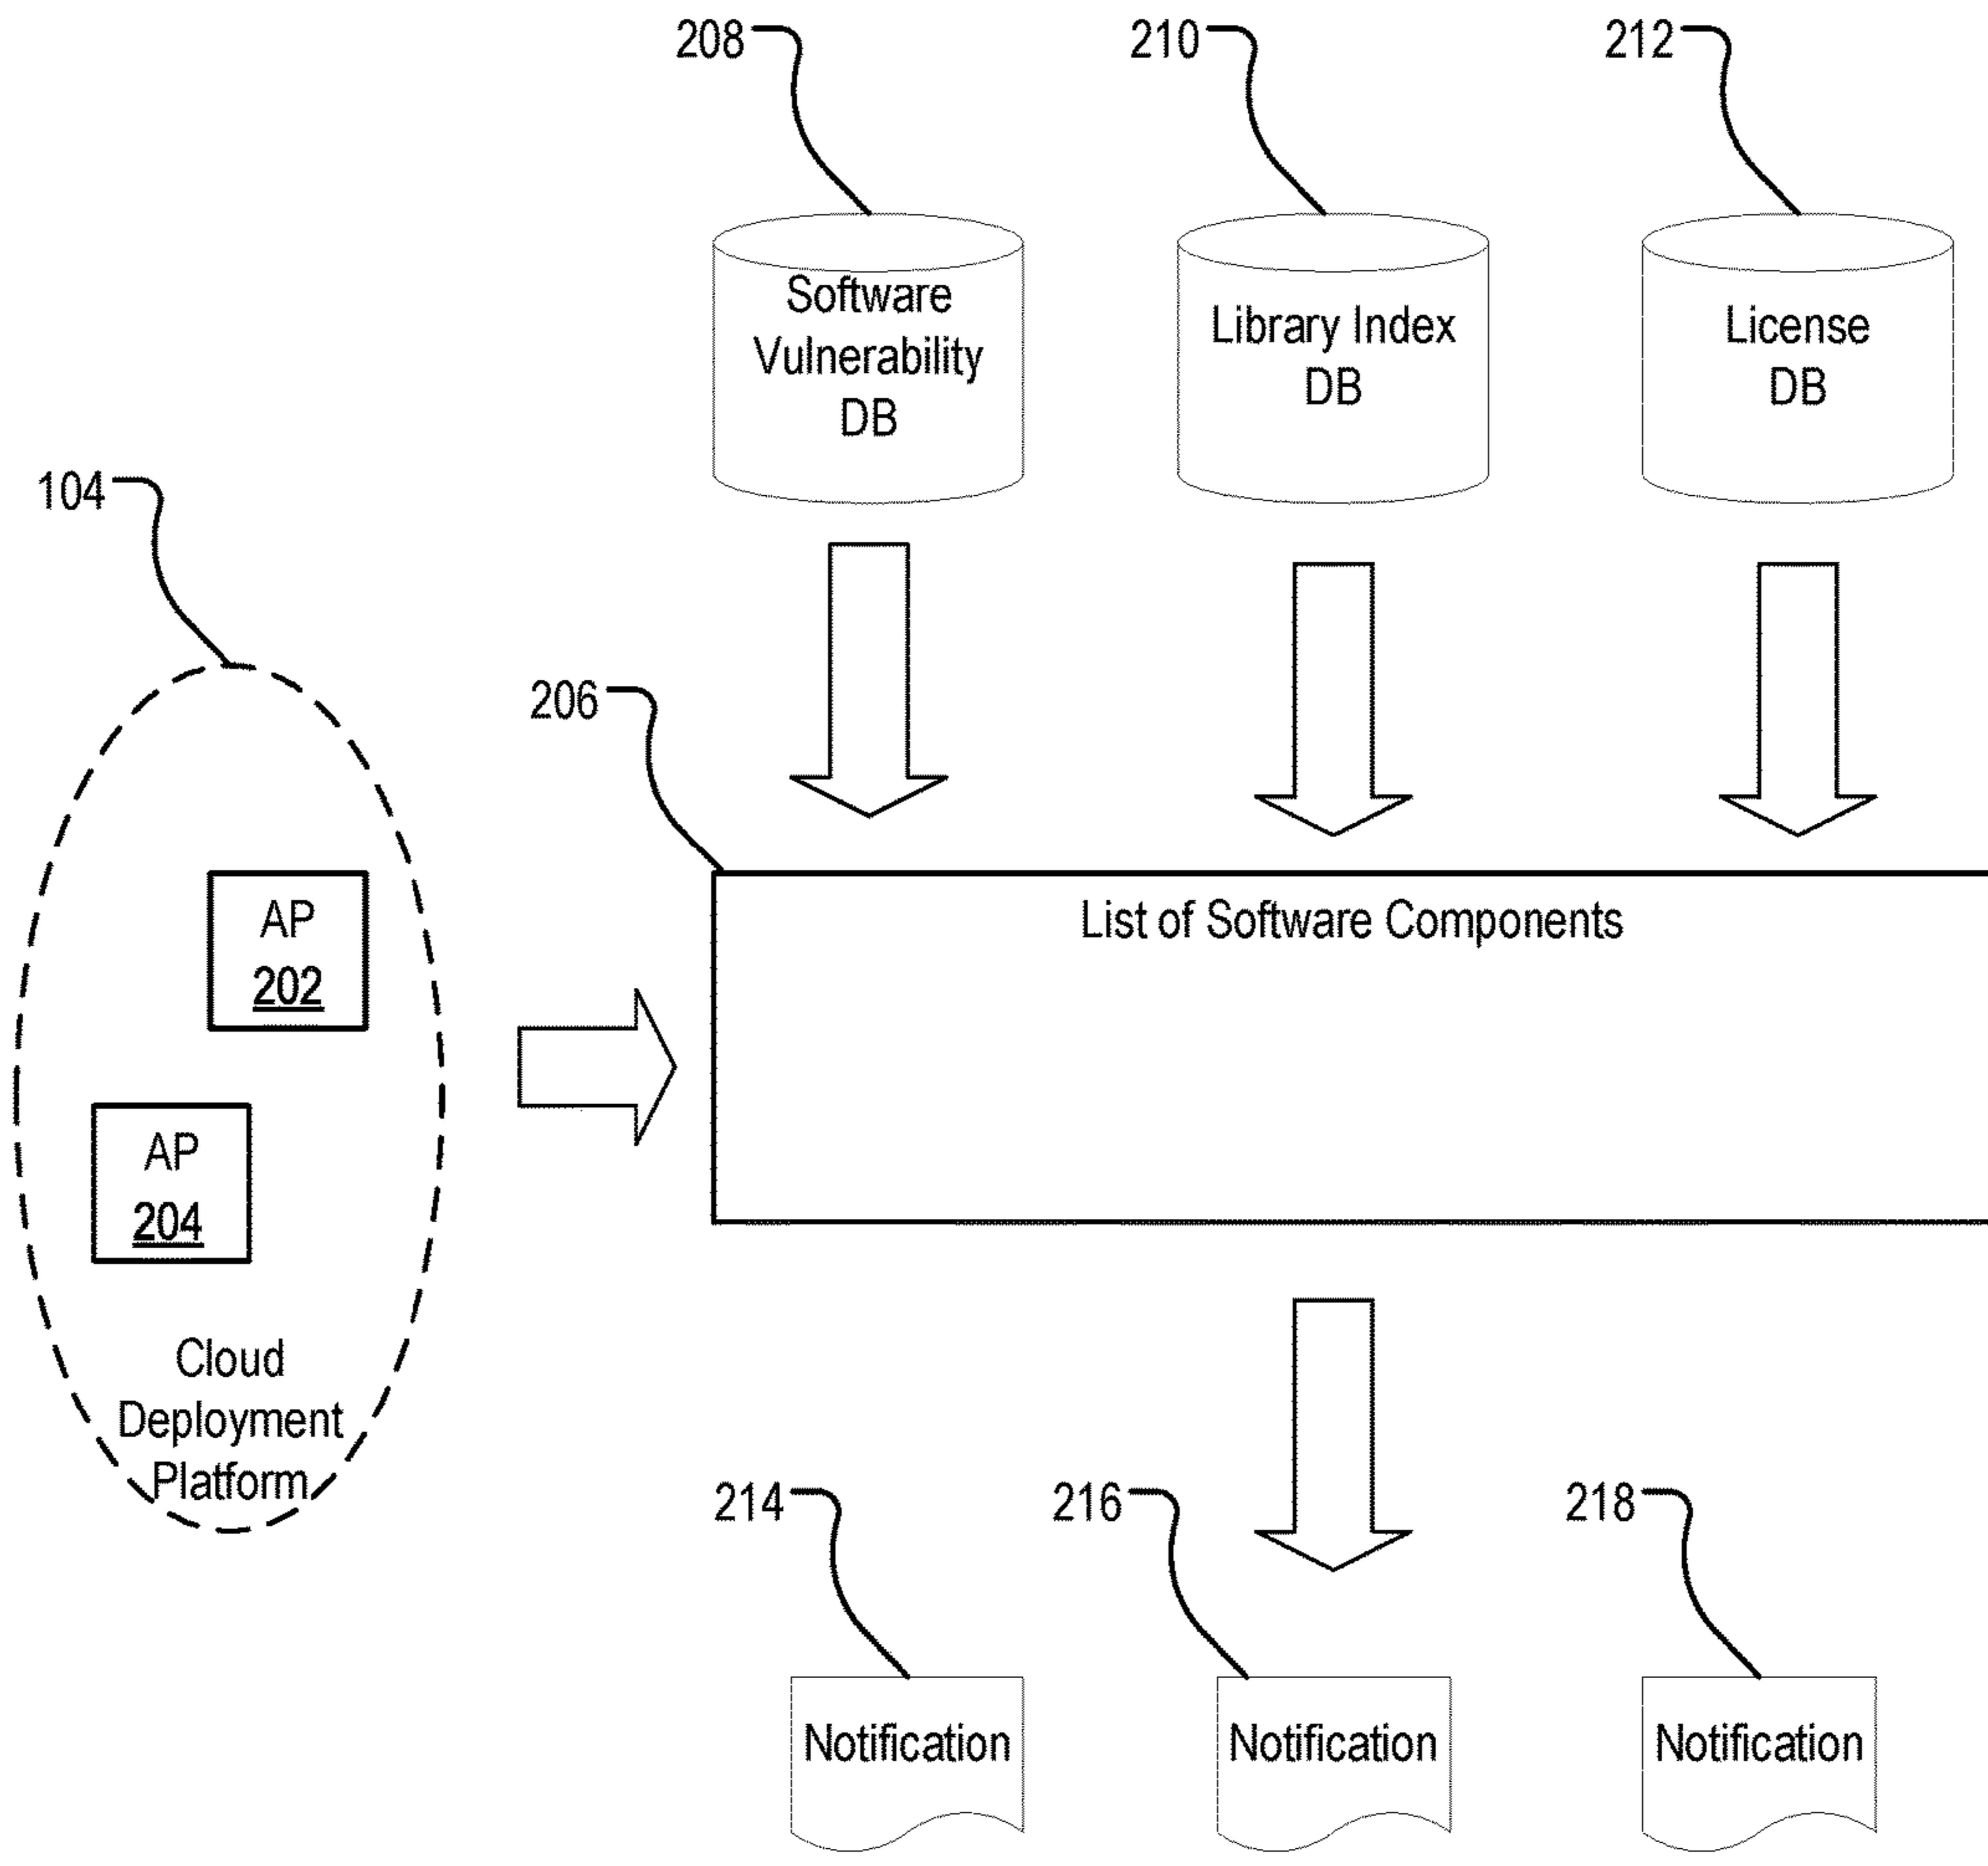 208
210
212
Software
Vulnerability
DB
Library Index
DB
License
DB
104
206
AP
202
List of Software Components
AP
204
Cloud
Deployment
Platform
214
216
218
Notification
Notification
Notification